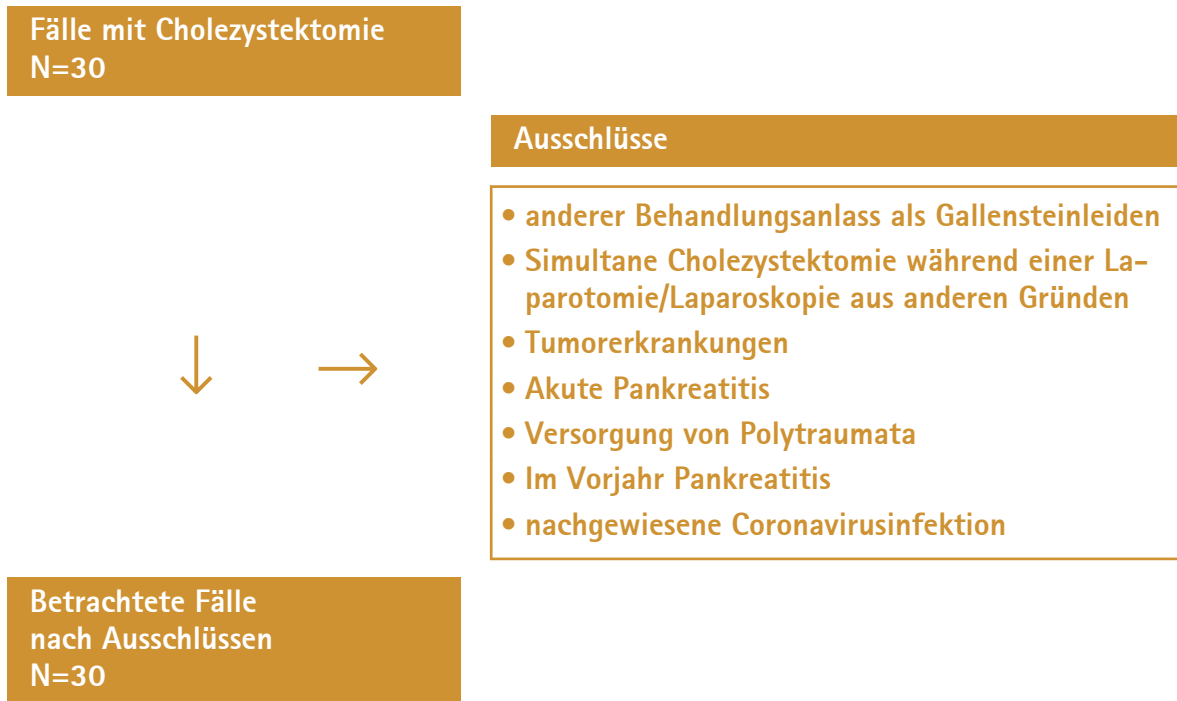 Fälle mit Cholezystektomie
N=30
Ausschlüsse
• anderer Behandlungsanlass als Gallensteinleiden
• Simultane Cholezystektomie während einer La-
parotomie/Laparoskopie aus anderen Gründen
• Tumorerkrankungen
• Akute Pankreatitis
• Versorgung von Polytraumata
• Im Vorjahr Pankreatitis
• nachgewiesene Coronavirusinfektion
Betrachtete Fälle
nach Ausschlüssen
N=30